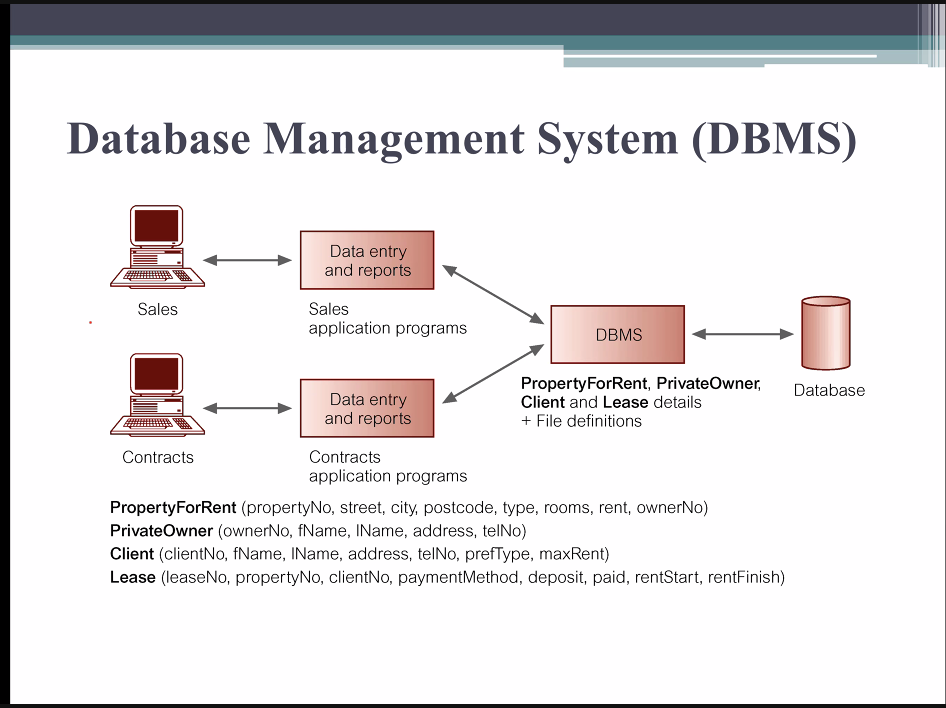 Database Management System (DBMS)
Data entry
and reports
Sales
Sales
application programs
DBMS
PropertyForRent, PrivateOwner,
Client and Lease details
+ File definitions
Database
Data entry
and reports
Contracts
Contracts
application programs
PropertyForRent (propertyNo, street, city, postcode, type, rooms, rent, ownerNo)
PrivateOwner (ownerNo, fName, lName, address, telNo)
Client (clientNo, fName, lName, address, telNo, prefType, maxRent)
Lease (leaseNo, propertyNo, clientNo, paymentMethod, deposit, paid, rentStart, rentFinish)